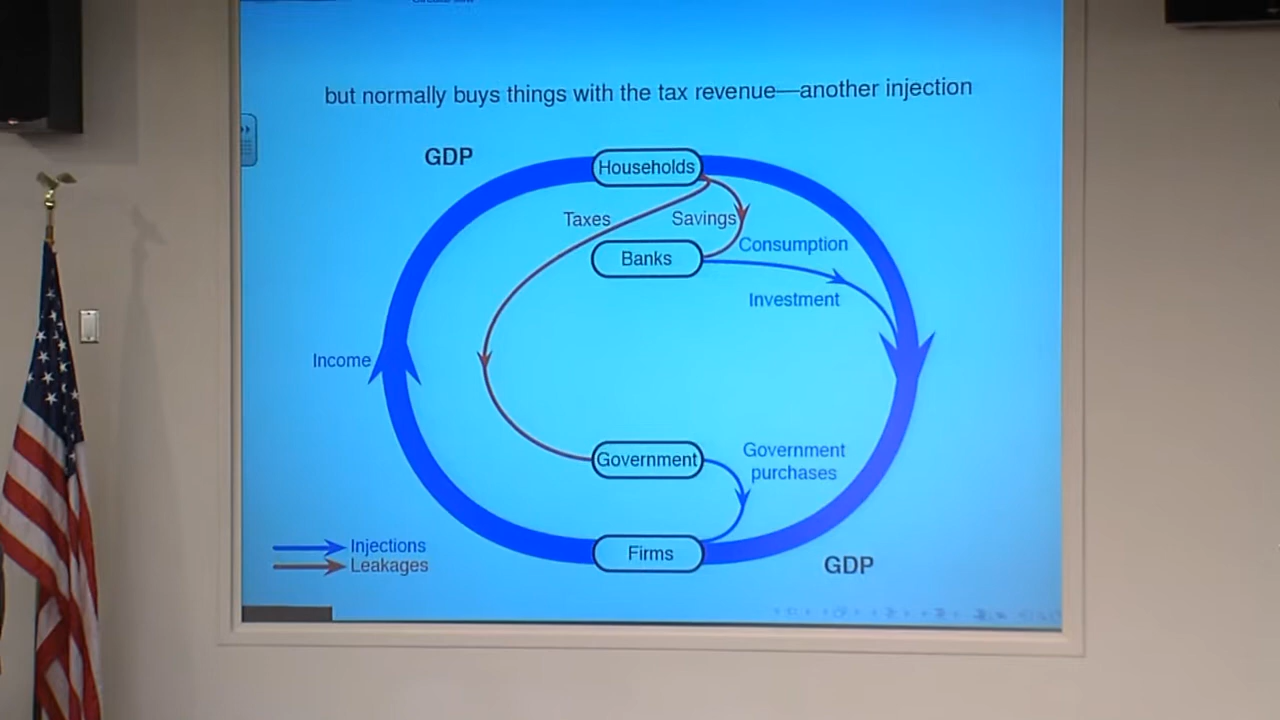 but normally buys things with the tax revenue—another injection
GDP
Households
Taxes
Savings
Banks
Consumption
Investment
Income
Government
Government
purchases
Firms
Injections
Leakages
GDP